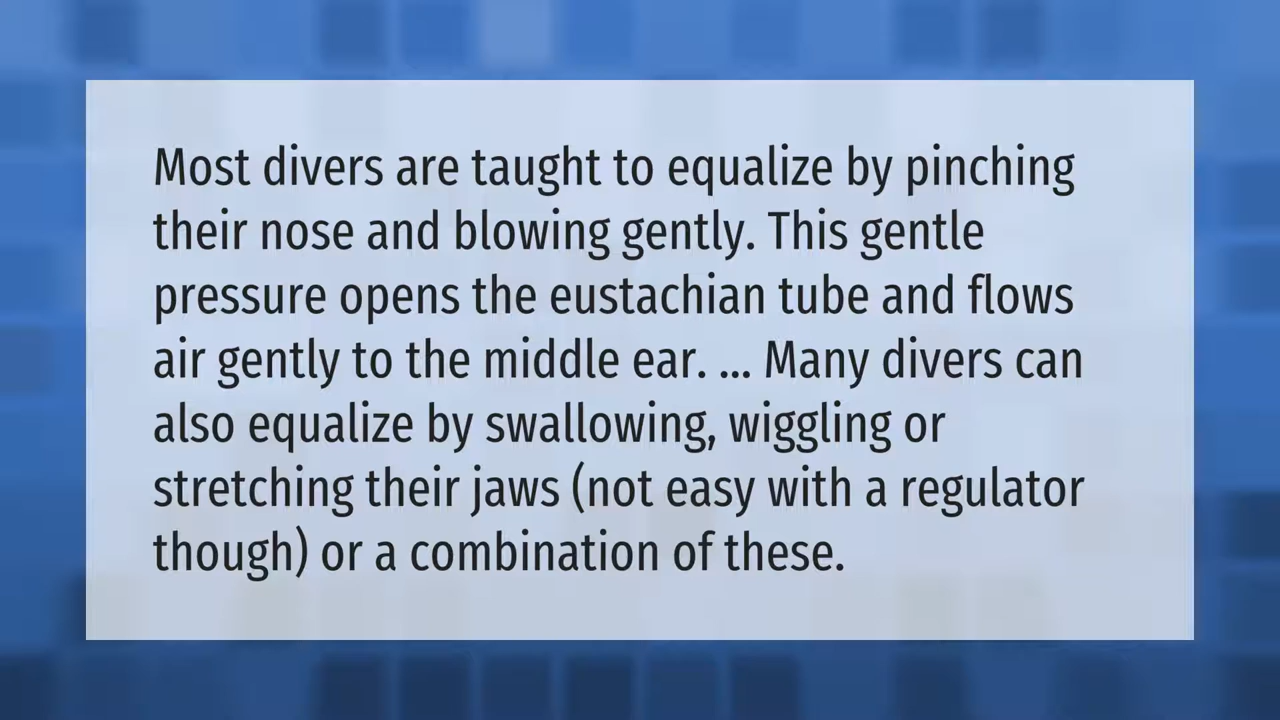 Most divers are taught to equalize by pinching
their nose and blowing gently. This gentle
pressure opens the eustachian tube and flows
air gently to the middle ear. ... Many divers can
also equalize by swallowing, wiggling or
stretching their jaws (not easy with a regulator
though) or a combination of these.